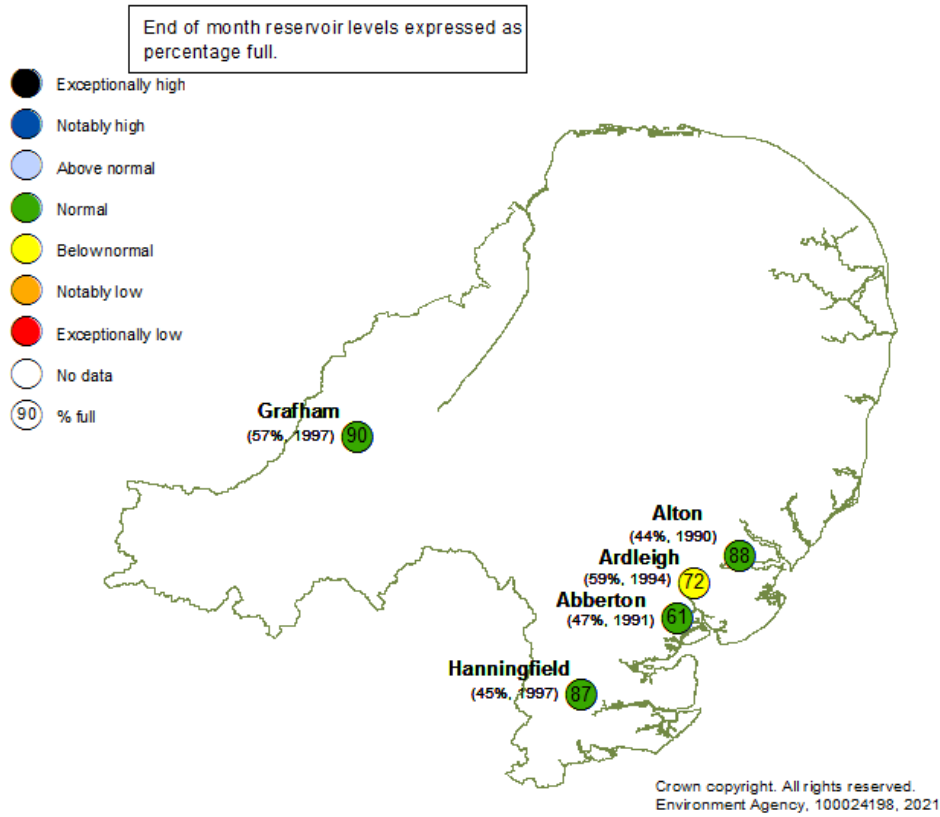 End of month reservoir levels expressed as
percentage full.
Exceptionally high
Notably high
Above normal
Normal
Below normal
Notably low
Exceptionally low
No data
90 % full
Grafham
(57%, 1997) 90
Alton
(44%, 1990) 88
Ardleigh
(59%, 1994) 72
Abberton
(47%, 1991) 61
Hanningfield
(45%, 1997) 87
Crown copyright. All rights reserved.
Environment Agency, 100024198, 2021